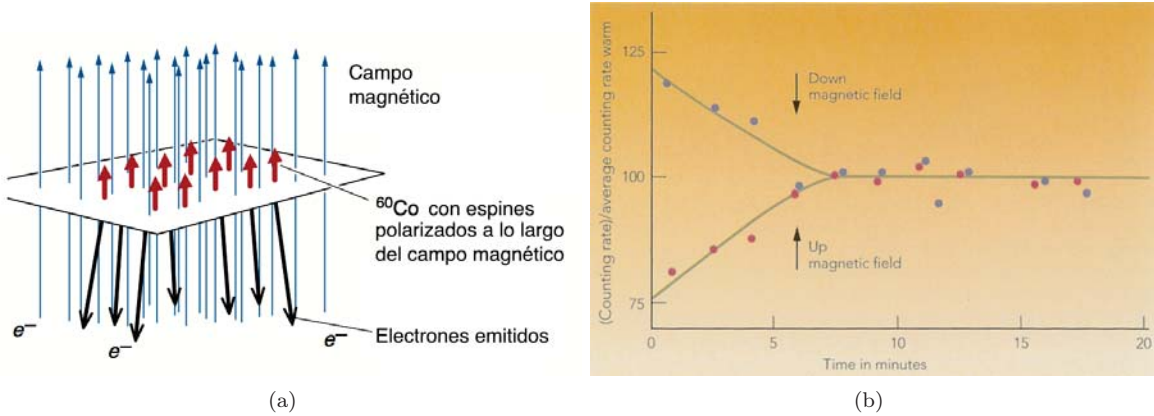 Campo
magnético
⁶⁰Co con espines
polarizados a lo largo
del campo magnético
Electrones emitidos
e⁻
e⁻
e⁻
(a)
(Counting rate)/average counting rate warm
125
100
75
Down
magnetic field
Up
magnetic field
0
5
10
15
20
Time in minutes
(b)